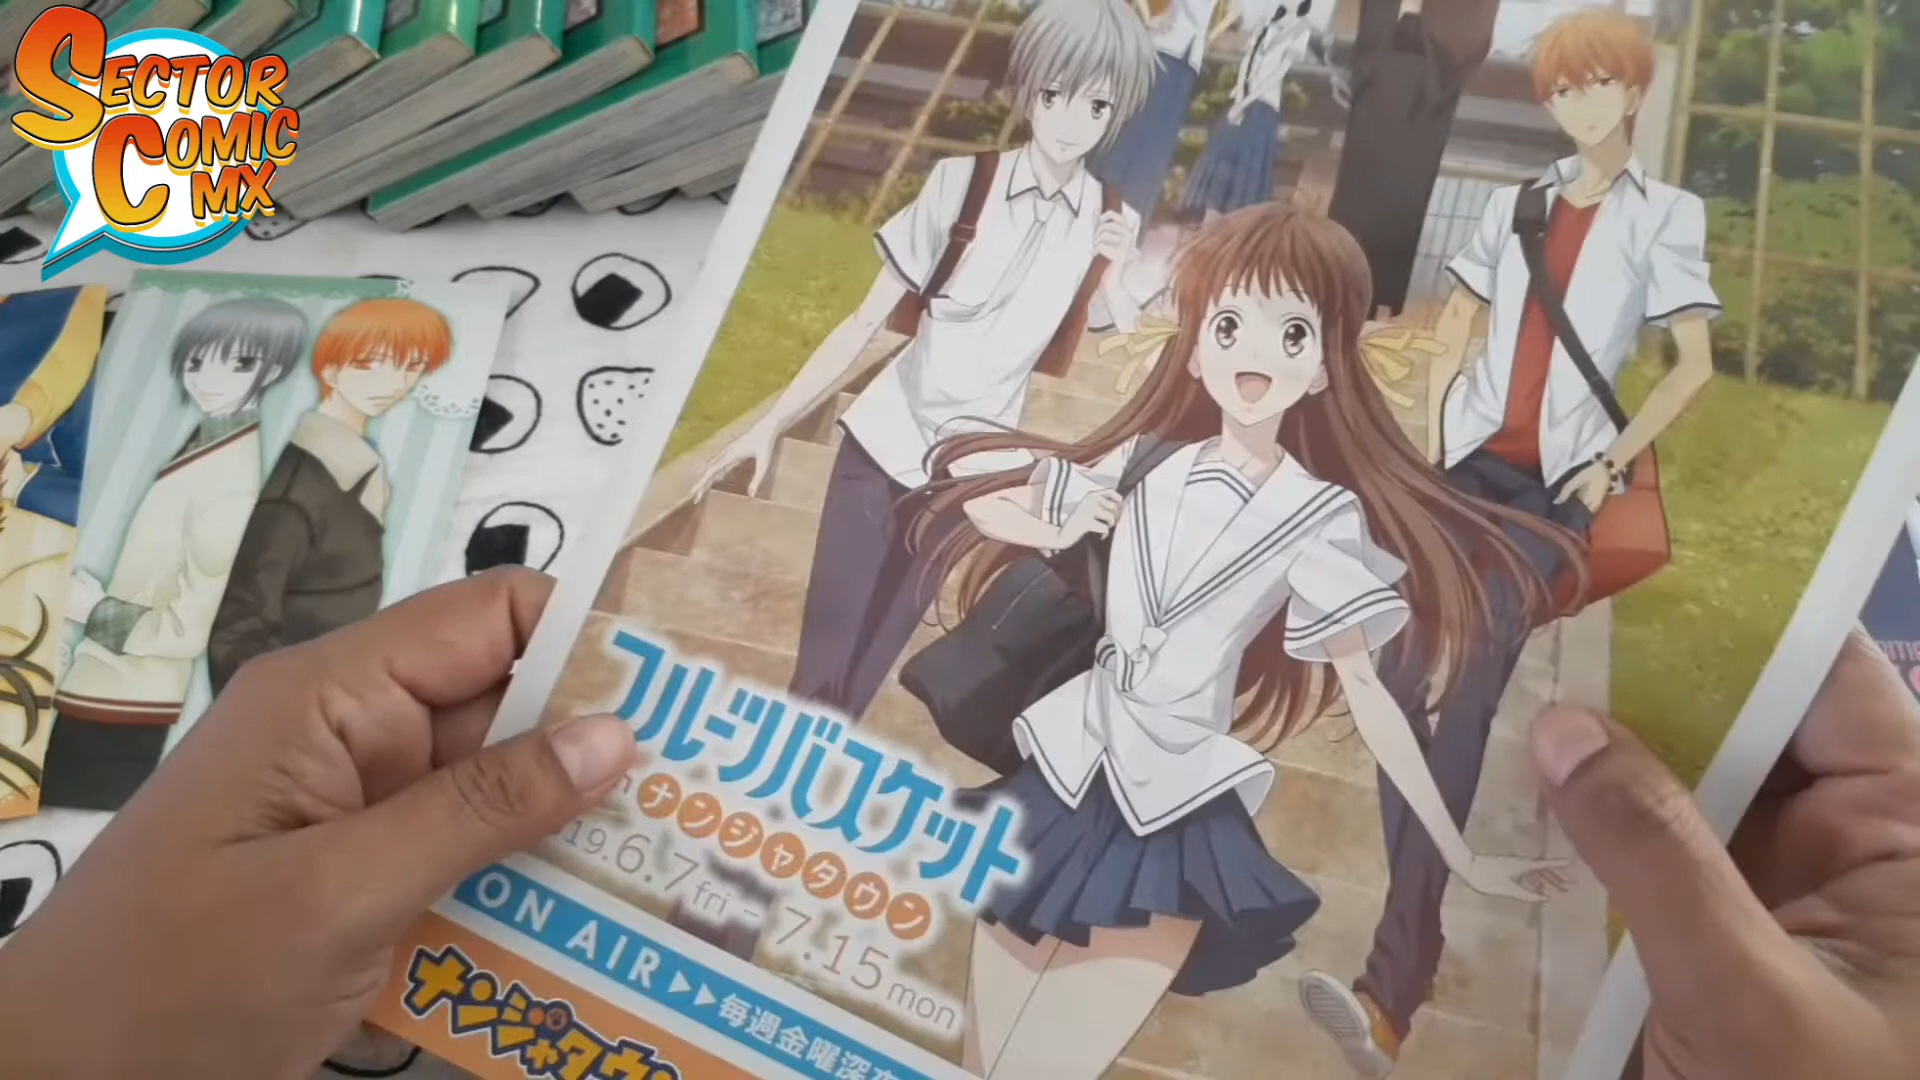 SECTOR
COMIC
MX
フルーツバスケット
ナンジャタウン
19.6.7 fri - 7.15 mon
ON AIR ▷▷ 毎週金曜深夜
ナンジャタウン